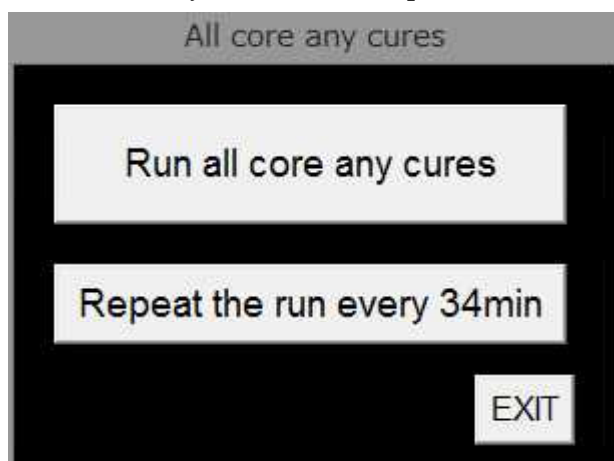 All core any cures
Run all core any cures
Repeat the run every 34min
EXIT